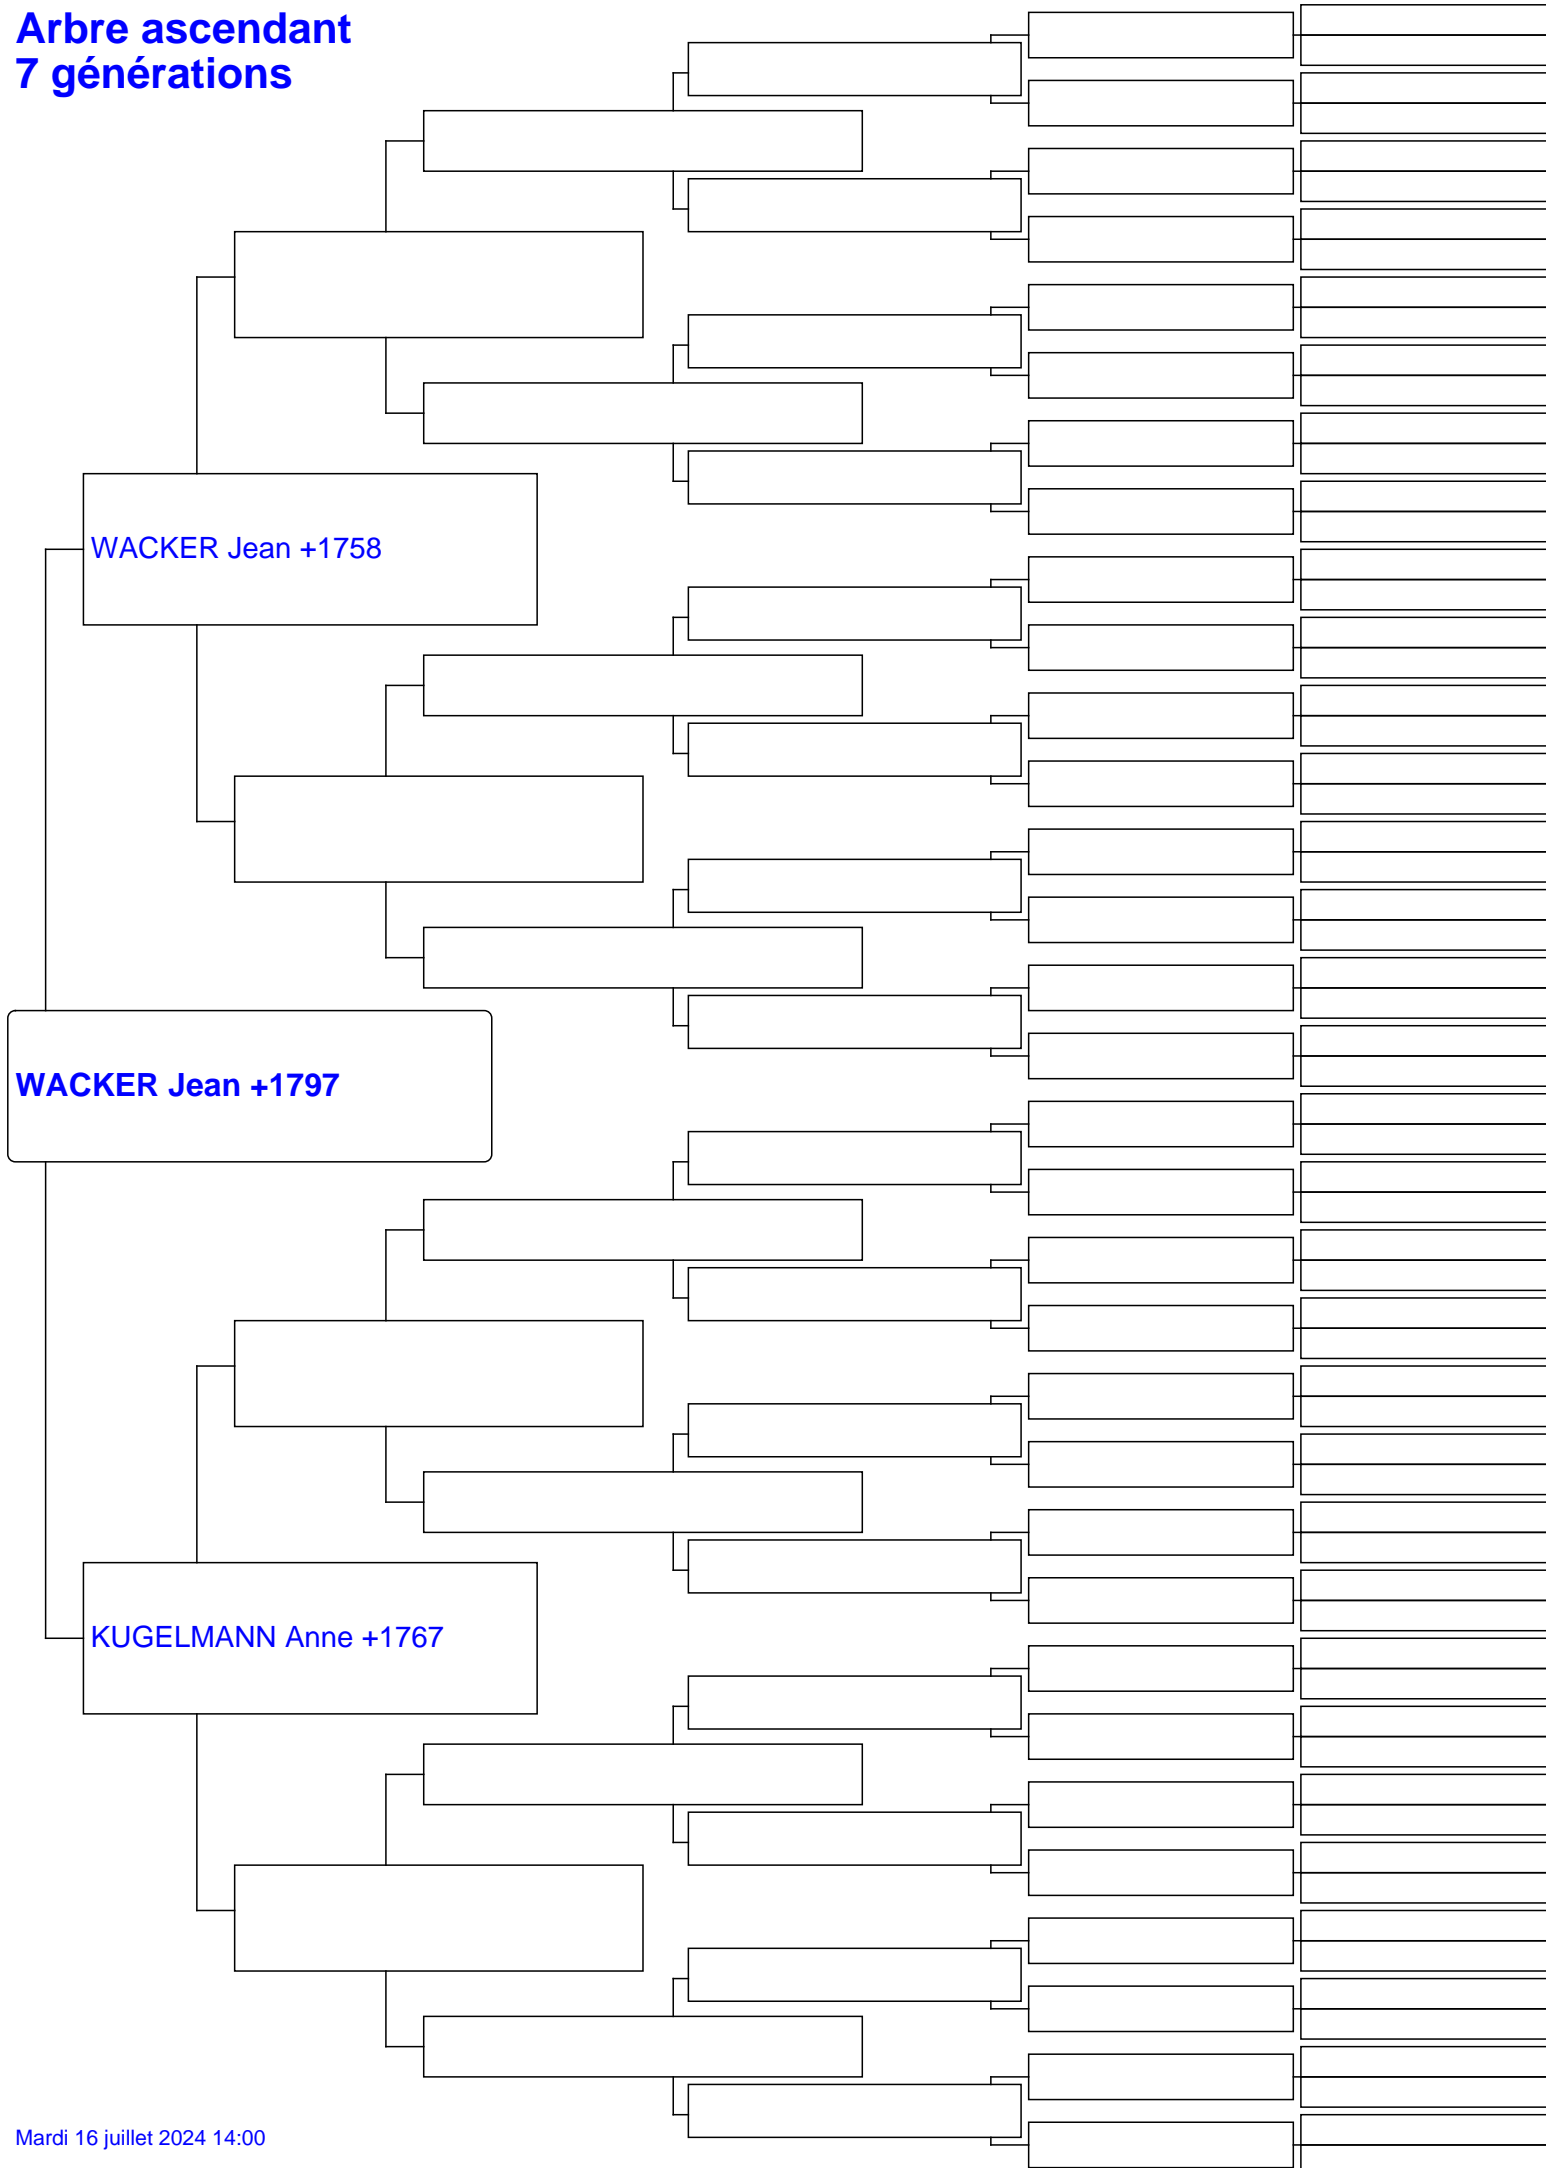 Arbre ascendant
7 générations
WACKER Jean +1758
WACKER Jean +1797
KUGELMANN Anne +1767
Mardi 16 juillet 2024 14:00